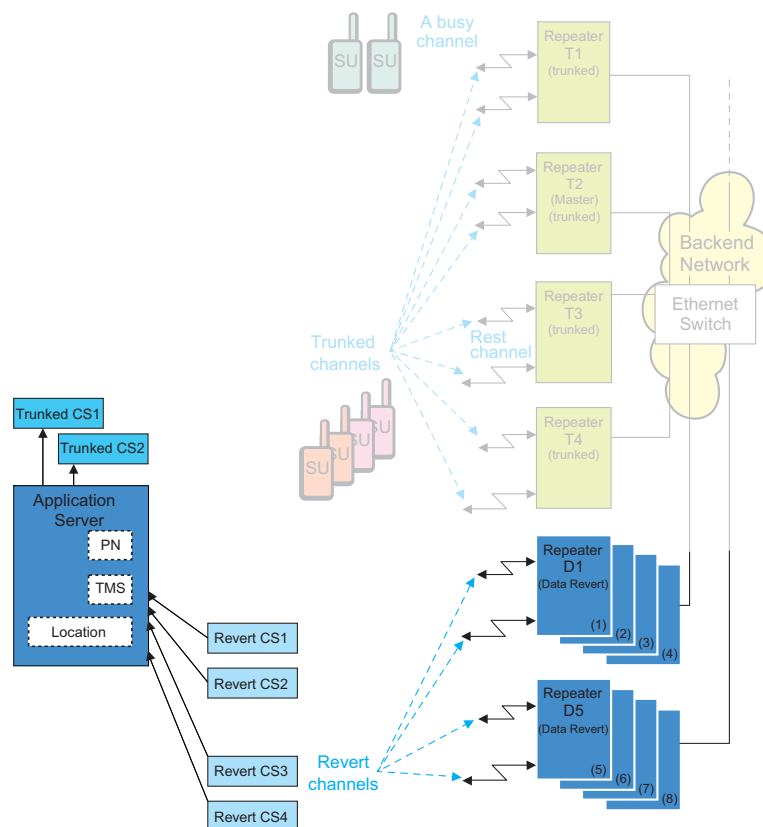 A busy
channel
SU
SU
Repeater
T1
(trunked)
Repeater
T2
(Master)
(trunked)
Backend
Network
Ethernet
Switch
Repeater
T3
(trunked)
Trunked
channels
Rest
channel
Repeater
T4
(trunked)
SU
SU
SU
SU
Trunked CS1
Trunked CS2
Application
Server
PN
TMS
Location
Revert CS1
Revert CS2
Revert CS3
Revert CS4
Revert
channels
Repeater
D1
(Data Revert)
(1)
(2)
(3)
(4)
Repeater
D5
(Data Revert)
(5)
(6)
(7)
(8)